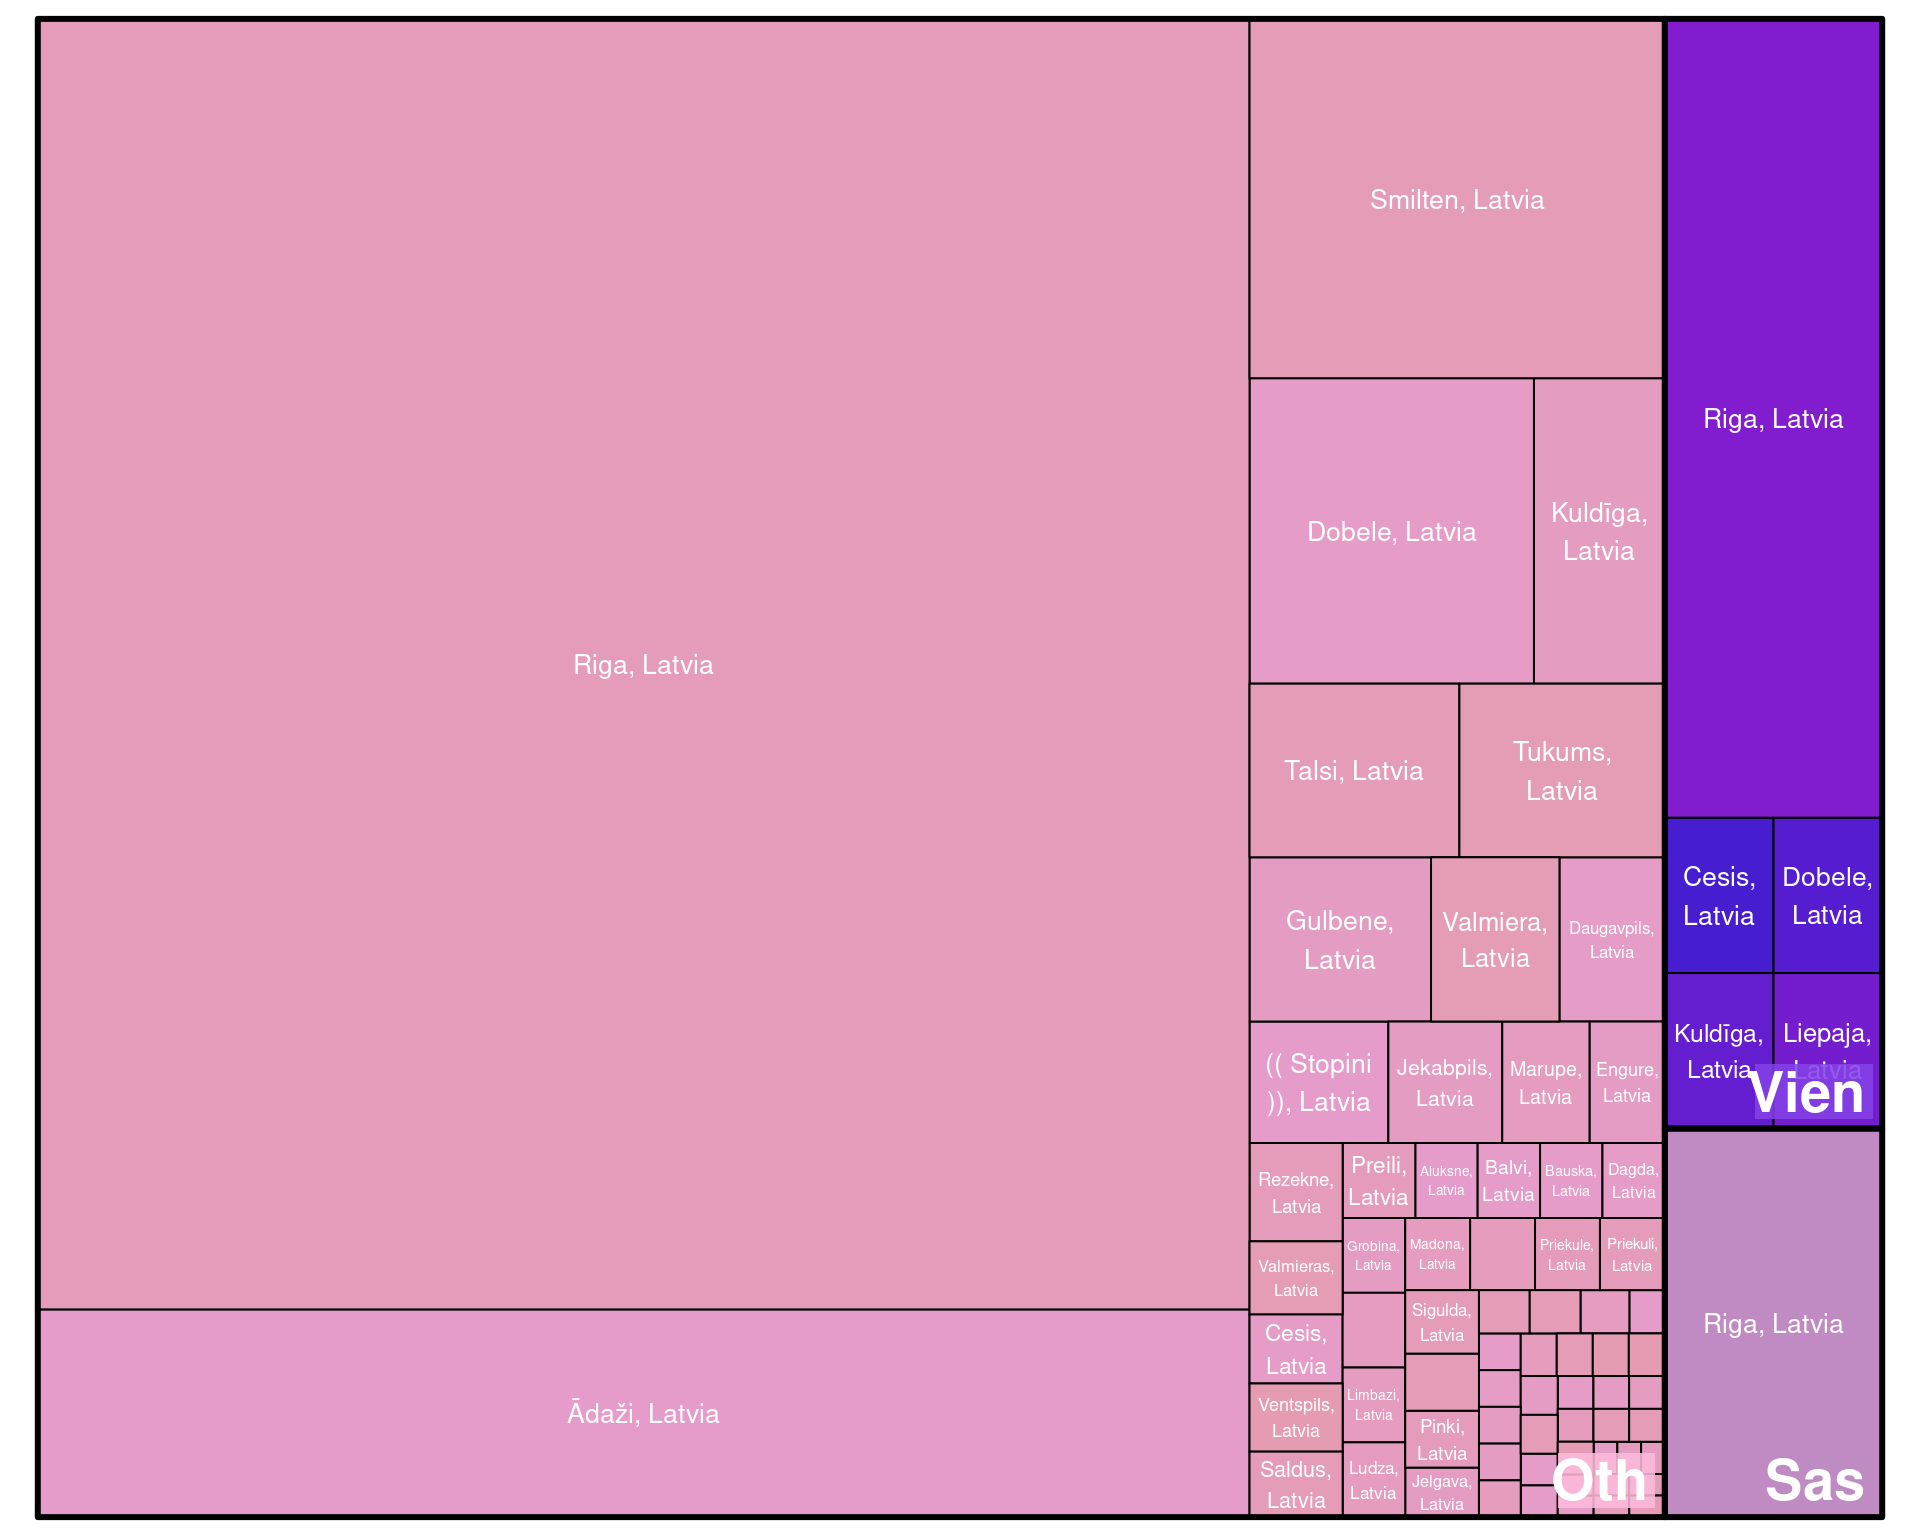 Riga, Latvia
Ādaži, Latvia
Smilten, Latvia
Dobele, Latvia
Kuldīga,
Latvia
Talsi, Latvia
Tukums,
Latvia
Gulbene,
Latvia
Valmiera,
Latvia
Daugavpils,
Latvia
(( Stopini
)), Latvia
Jekabpils,
Latvia
Marupe,
Latvia
Engure,
Latvia
Rezekne,
Latvia
Valmieras,
Latvia
Cesis,
Latvia
Ventspils,
Latvia
Saldus,
Latvia
Preili,
Latvia
Aluksne,
Latvia
Balvi,
Latvia
Bauska,
Latvia
Dagda,
Latvia
Grobina,
Latvia
Madona,
Latvia
Priekule,
Latvia
Priekuli,
Latvia
Limbazi,
Latvia
Ludza,
Latvia
Sigulda,
Latvia
Pinki,
Latvia
Jelgava,
Latvia
Oth
Riga, Latvia
Cesis,
Latvia
Dobele,
Latvia
Kuldīga,
Latvia
Liepaja,
Latvia
Vien
Riga, Latvia
Sas